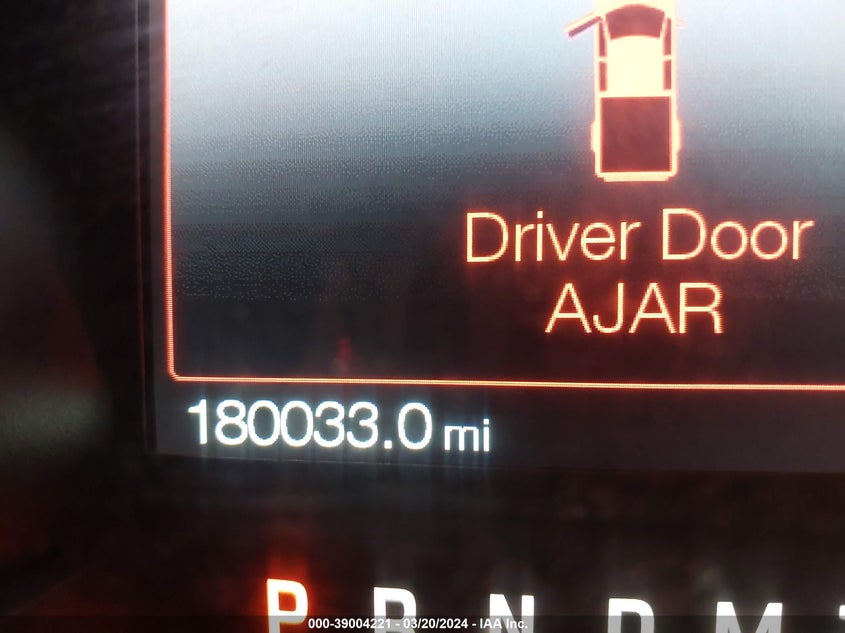 Driver Door
AJAR
180033.0 mi
P R N D M
000-39004221 - 03/20/2024 - IAA Inc.